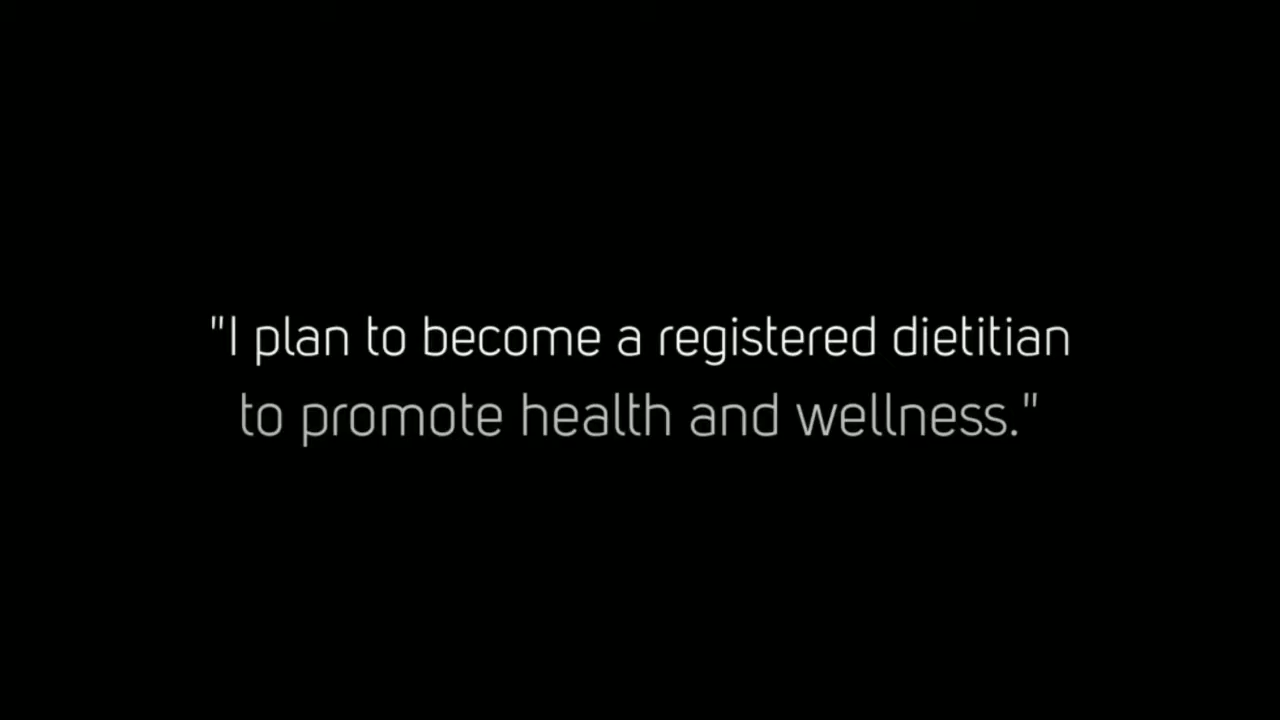 "I plan to become a registered dietitian
to promote health and wellness."